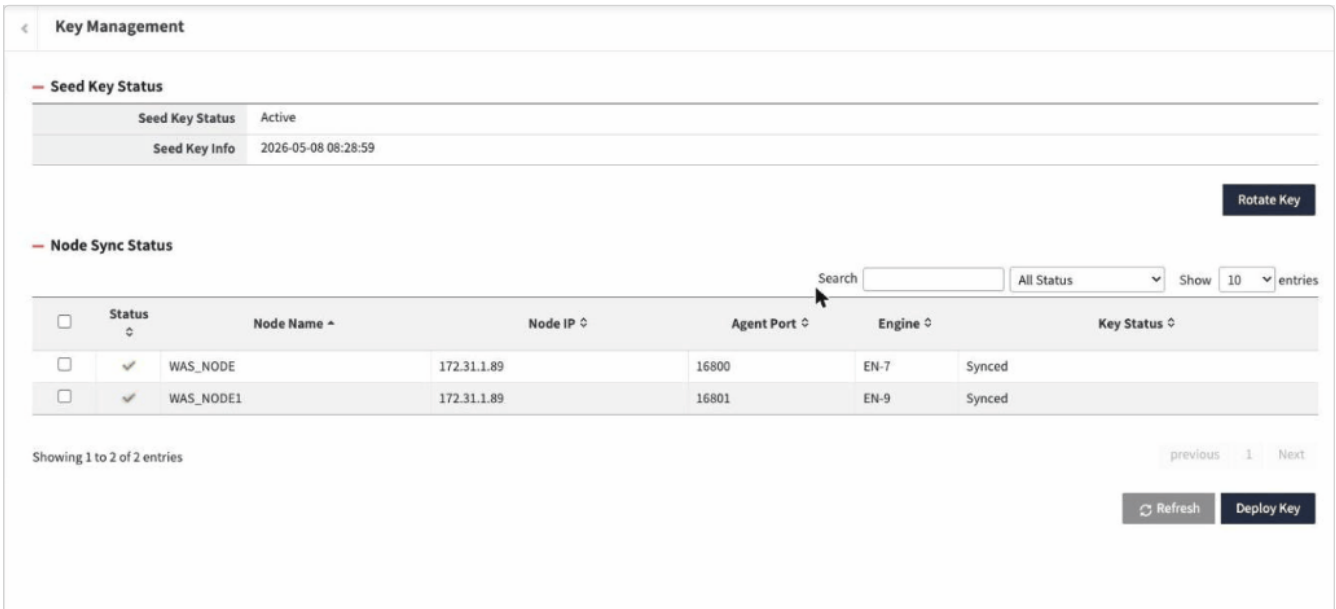 Key Management
Seed Key Status
Seed Key Status Active
Seed Key Info 2026-05-08 08:28:59
Rotate Key
Node Sync Status
Search All Status Show 10 entries
Status Node Name Node IP Agent Port Engine Key Status
WAS_NODE 172.31.1.89 16800 EN-7 Synced
WAS_NODE1 172.31.1.89 16801 EN-9 Synced
Showing 1 to 2 of 2 entries previous 1 Next
Refresh Deploy Key